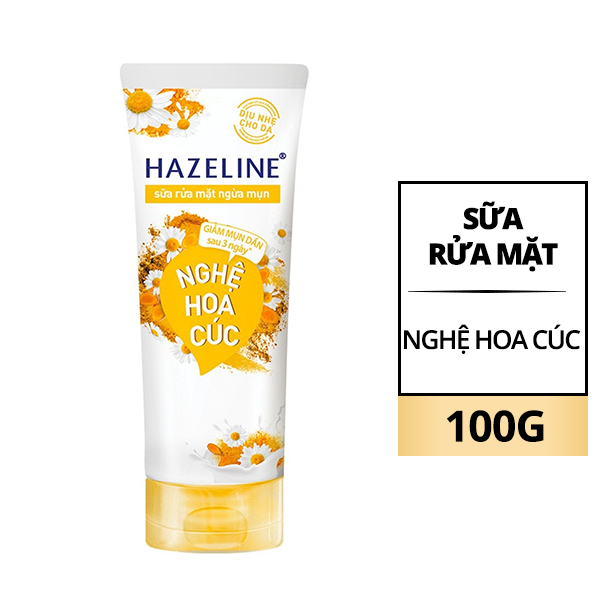 DỊU NHẸ
CHO DA
HAZELINE®
sữa rửa mặt ngừa mụn
GIẢM MỤN DẦN
sau 3 ngày*
NGHỆ
HOA
CÚC
SỮA
RỬA MẶT
NGHỆ HOA CÚC
100G